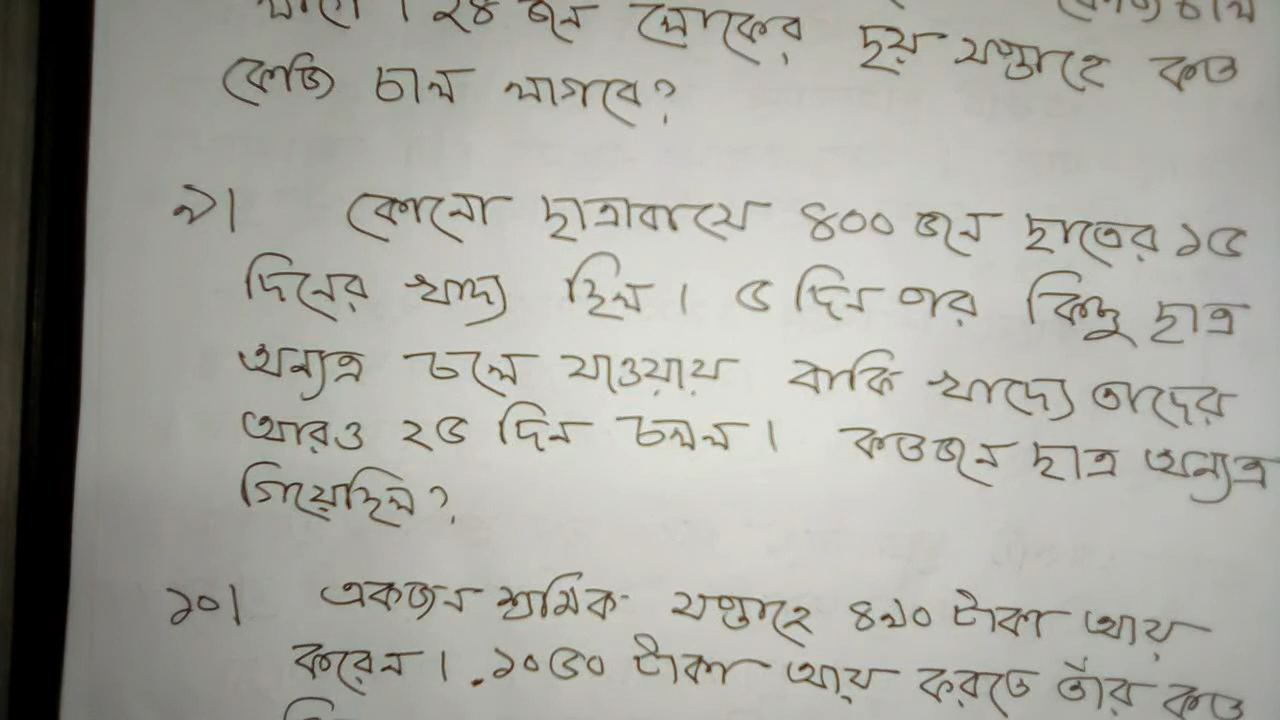 ২৪ জন লোকের ছয় সপ্তাহে কত
কেজি চাল লাগবে?
৯। কোনো ছাত্রাবাসে ৪০০ জন ছাত্রের ১৫
দিনের খাদ্য ছিল। ৫ দিন পর কিছু ছাত্র
অন্যত্র চলে যাওয়ায় বাকি খাদ্যে তাদের
আরও ২৫ দিন চলল। কতজন ছাত্র অন্যত্র
গিয়েছিল?
১০। একজন শ্রমিক সপ্তাহে ৪৯০ টাকা আয়
করেন। ১০৫০ টাকা আয় করতে তাঁর কত